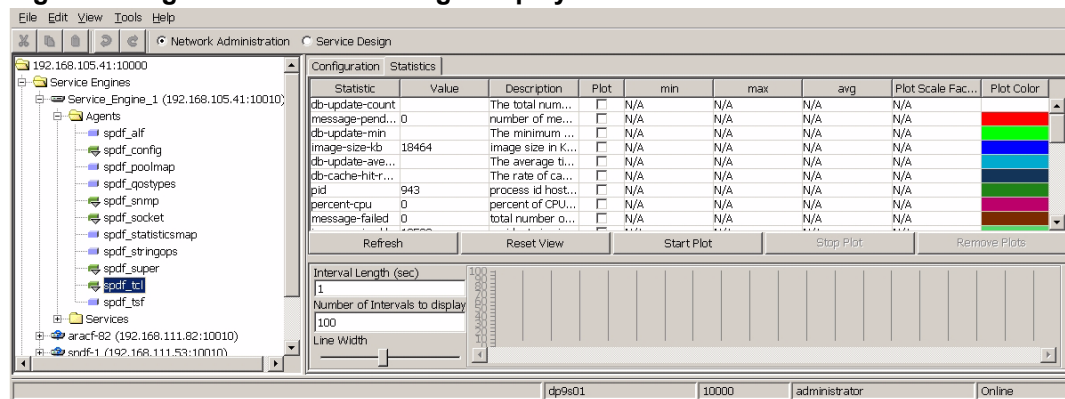 File Edit View Tools Help
Network Administration Service Design
192.168.105.41:10000
Service Engines
Service_Engine_1 (192.168.105.41:10010)
Agents
spdf_alf
spdf_config
spdf_poolmap
spdf_qostypes
spdf_snmp
spdf_socket
spdf_statisticsmap
spdf_stringops
spdf_super
spdf_tcl
spdf_tsf
Services
aracf-82 (192.168.111.82:10010)
spdf-1 (192.168.111.53:10010)
Configuration Statistics
Statistic Value Description Plot min max avg Plot Scale Fac... Plot Color
db-update-count The total num... N/A N/A N/A N/A
message-pend... 0 number of me... N/A N/A N/A N/A
db-update-min The minimum ... N/A N/A N/A N/A
image-size-kb 18464 image size in K... N/A N/A N/A N/A
db-update-ave... The average ti... N/A N/A N/A N/A
db-cache-hit-r... The rate of ca... N/A N/A N/A N/A
pid 943 process id host... N/A N/A N/A N/A
percent-cpu 0 percent of CPU... N/A N/A N/A N/A
message-failed 0 total number o... N/A N/A N/A N/A
Refresh Reset View Start Plot Stop Plot Remove Plots
Interval Length (sec)
1
Number of Intervals to display
100
Line Width
100
90
80
10
dp9s01 10000 administrator Online